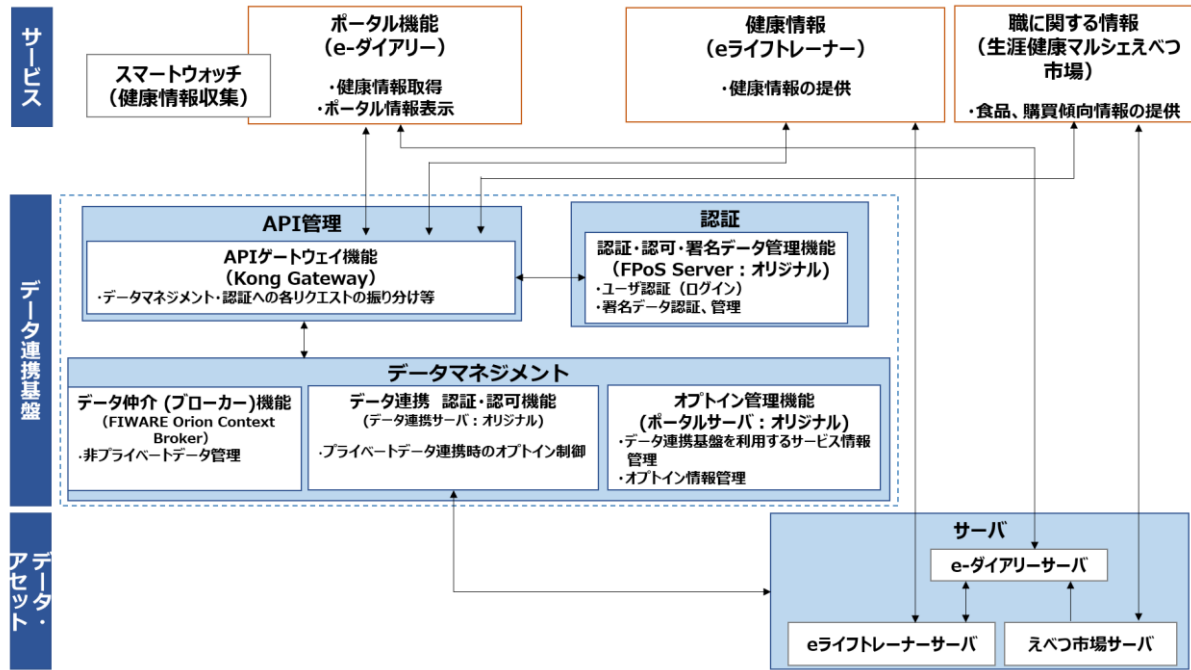 サービス
スマートウォッチ
（健康情報収集）
ポータル機能
（e-ダイアリー）
・健康情報取得
・ポータル情報表示
健康情報
（eライフトレーナー）
・健康情報の提供
職に関する情報
（生涯健康マルシェえべつ
市場）
・食品、購買傾向情報の提供
データ連携基盤
API管理
APIゲートウェイ機能
（Kong Gateway）
・データマネジメント・認証への各リクエストの振り分け等
認証
認証・認可・署名データ管理機能
（FPoS Server：オリジナル）
・ユーザ認証（ログイン）
・署名データ認証、管理
データマネジメント
データ仲介 (ブローカー)機能
（FIWARE Orion Context
Broker）
・非プライベートデータ管理
データ連携 認証・認可機能
(データ連携サーバ：オリジナル)
・プライベートデータ連携時のオプトイン制御
オプトイン管理機能
(ポータルサーバ：オリジナル)
・データ連携基盤を利用するサービス情報
管理
・オプトイン情報管理
データ・
アセット
サーバ
e-ダイアリーサーバ
eライフトレーナーサーバ
えべつ市場サーバ